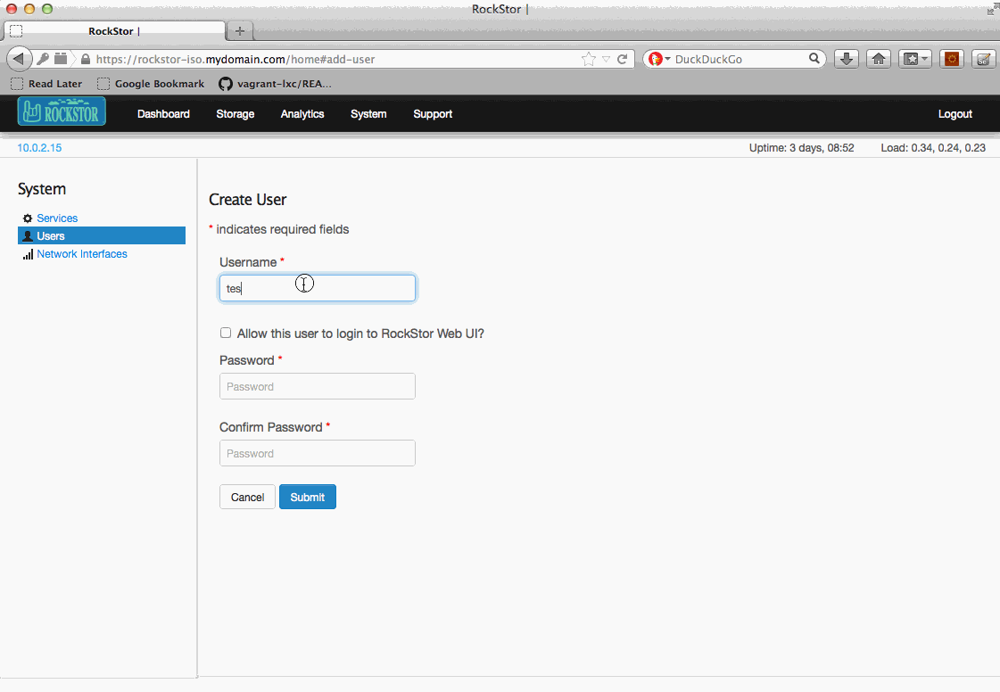 RockStor |
RockStor |
https://rockstor-iso.mydomain.com/home#add-user
DuckDuckGo
Read Later
Google Bookmark
vagrant-lxc/REA...
ROCKSTOR
Dashboard
Storage
Analytics
System
Support
Logout
10.0.2.15
Uptime: 3 days, 08:52
Load: 0.34, 0.24, 0.23
System
Services
Users
Network Interfaces
Create User
* indicates required fields
Username *
tes
Allow this user to login to RockStor Web UI?
Password *
Password
Confirm Password *
Password
Cancel
Submit